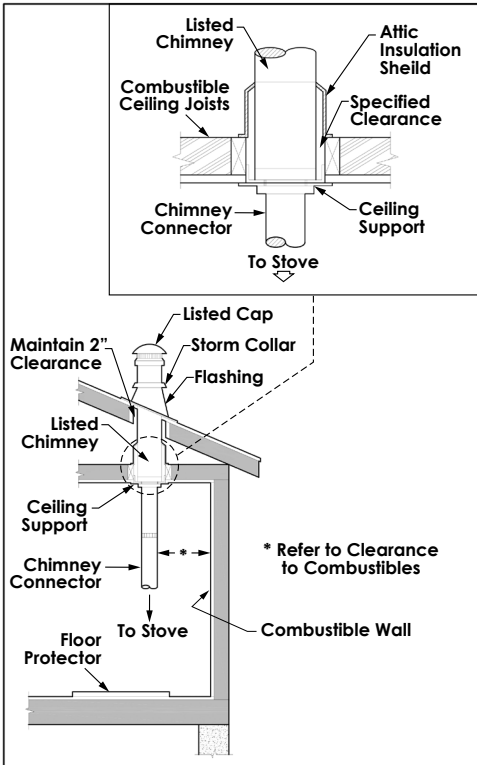 Listed
Chimney
Attic
Insulation
Sheild
Combustible
Ceiling Joists
Specified
Clearance
Chimney
Connector
Ceiling
Support
To Stove
Listed Cap
Maintain 2”
Clearance
Storm Collar
Flashing
Listed
Chimney
Ceiling
Support
*
* Refer to Clearance
to Combustibles
Chimney
Connector
To Stove
Combustible Wall
Floor
Protector